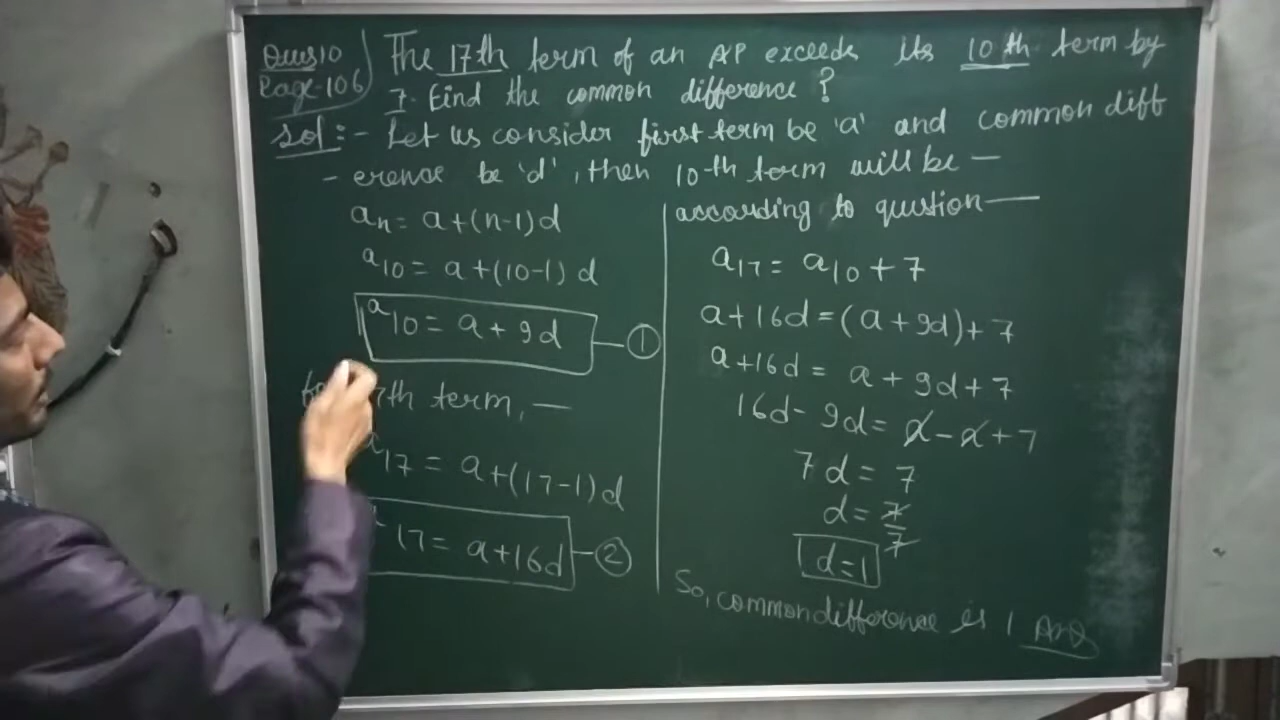 Ques10
Page-106
The 17th term of an AP exceeds its 10th term by
7. Find the common difference?
Sol:- Let us consider first term be 'a' and common diff
- erence be 'd', then 10th term will be —
aₙ = a+(n-1)d
a₁₀ = a+(10-1)d
a₁₀ = a+9d — ①
17th term, —
₁₇ = a+(17-1)d
17 = a+16d — ②
according to question —
a₁₇ = a₁₀ + 7
a+16d = (a+9d)+7
a+16d = a+9d+7
16d - 9d = a - a + 7
7d = 7
d = 7/7
d=1
So, common difference is 1 Ans